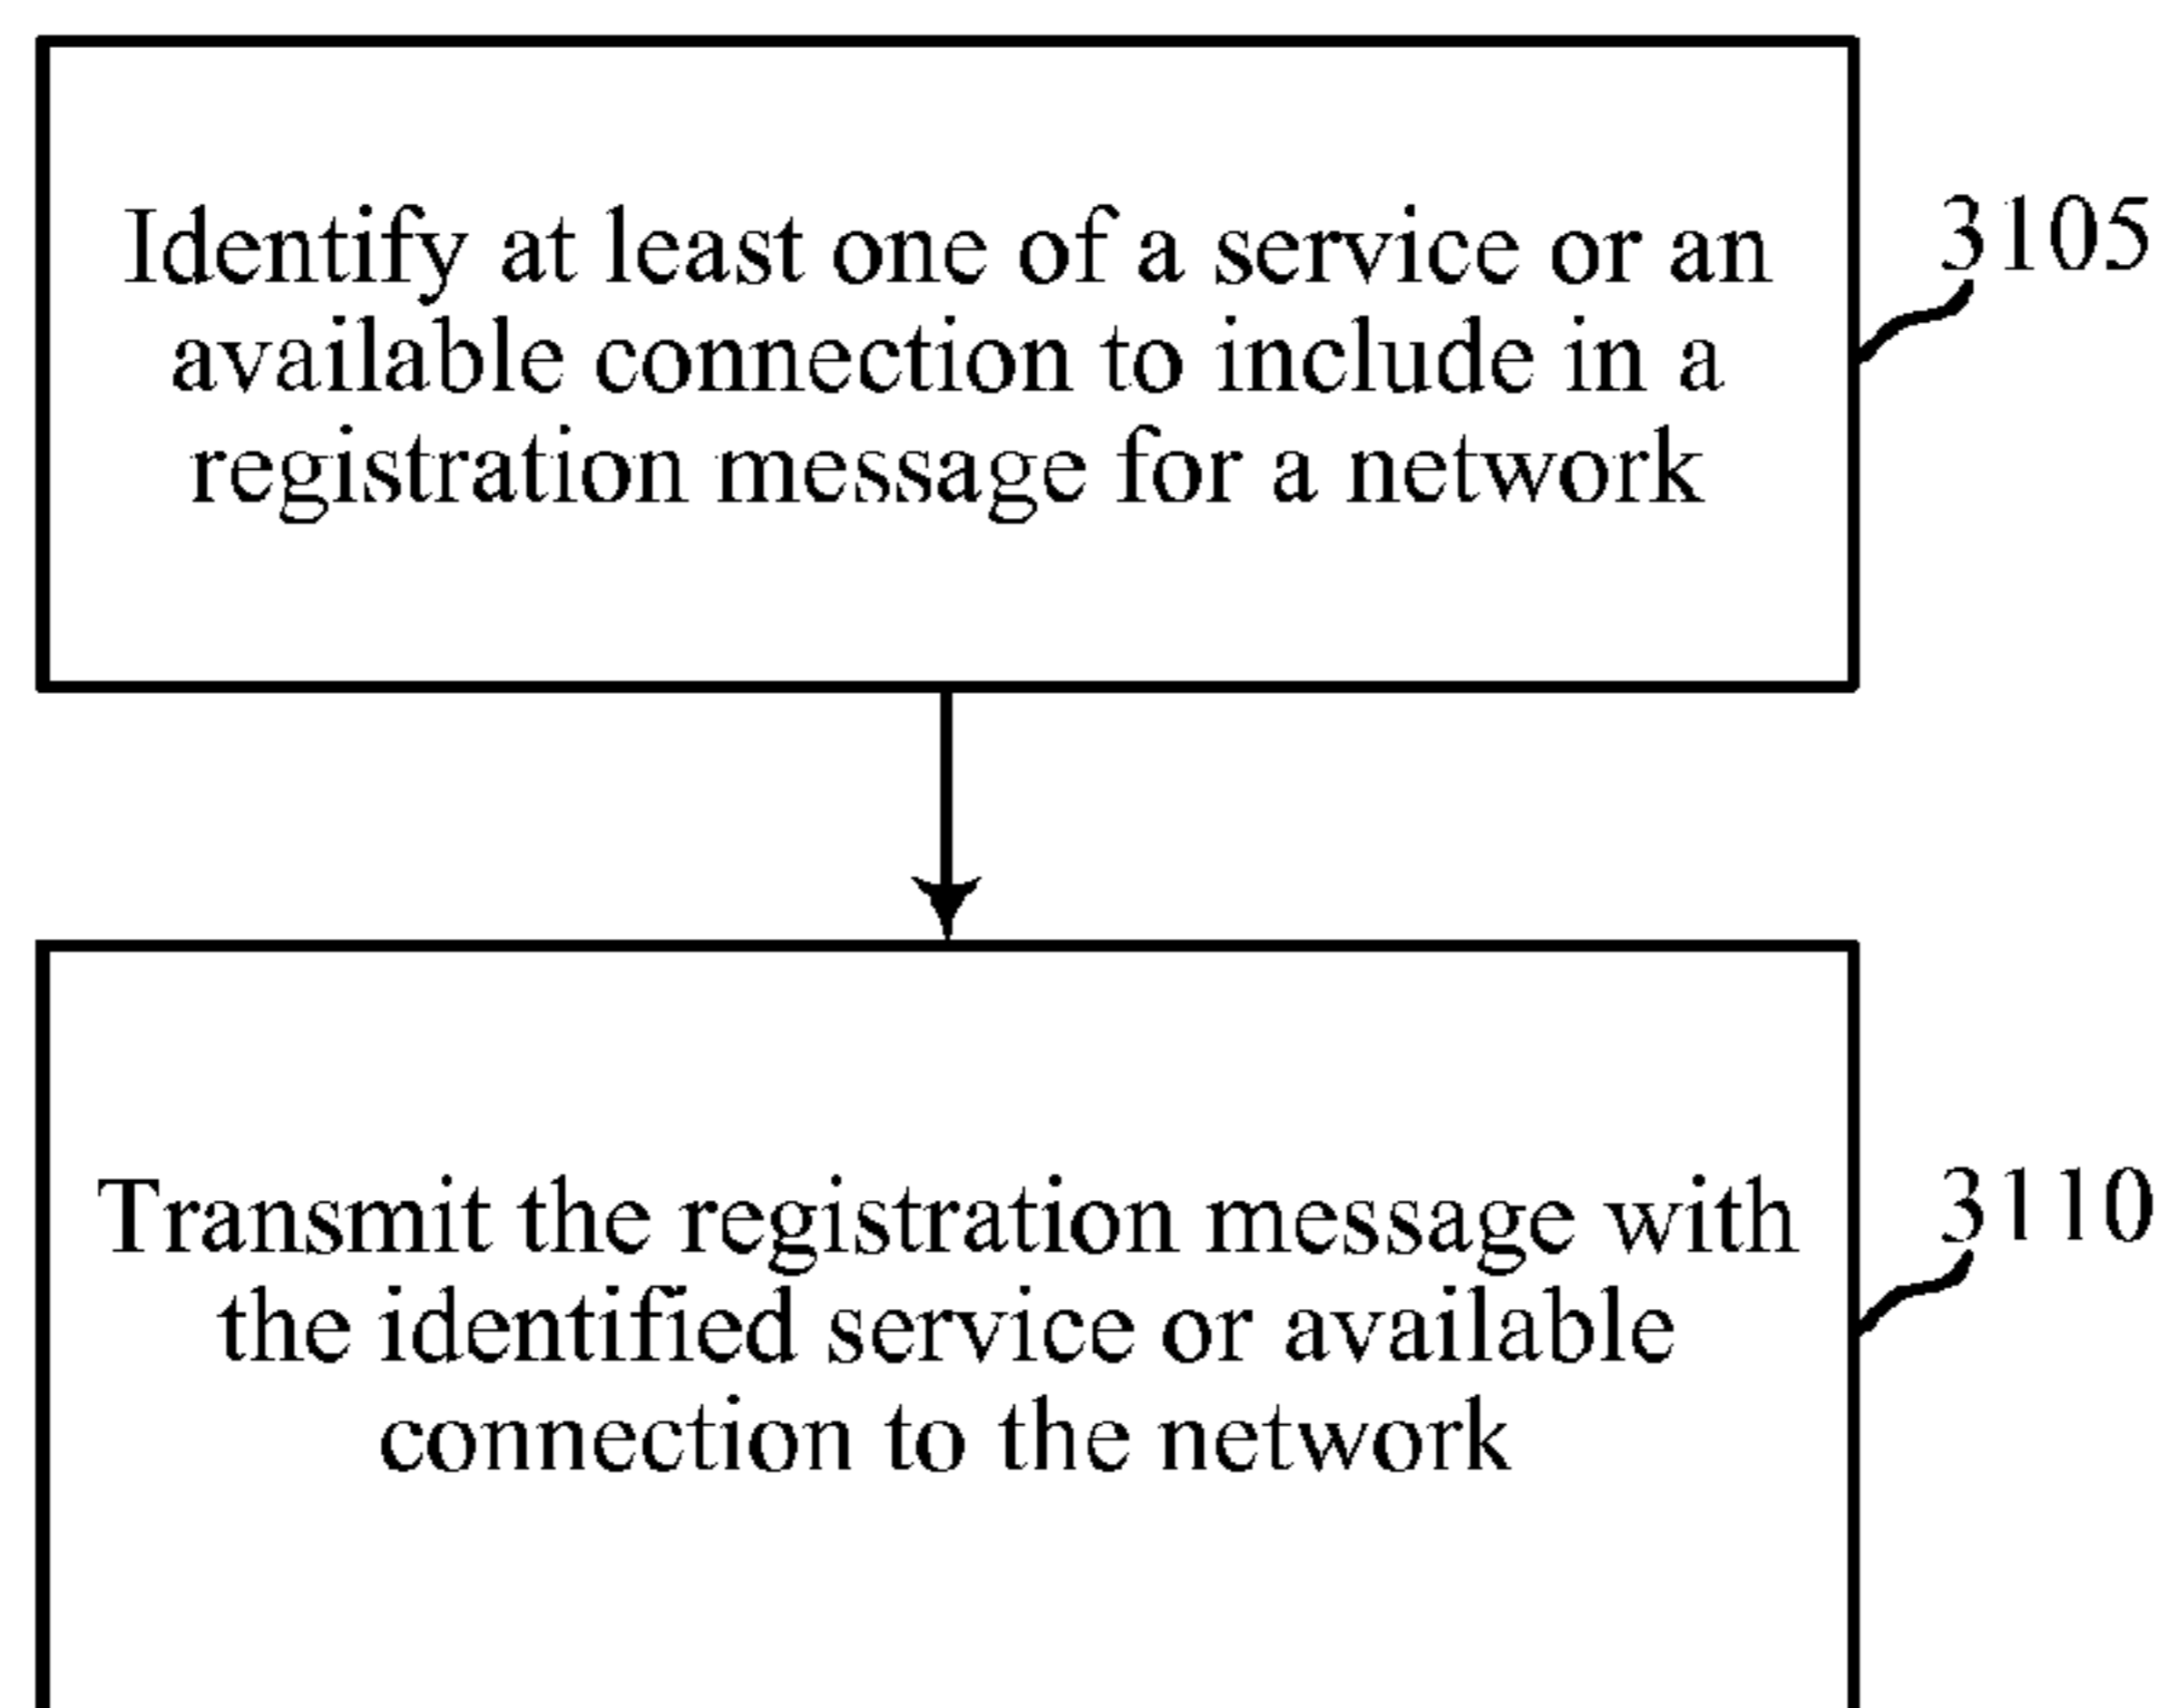 Identify at least one of a service or an
available connection to include in a
registration message for a network
3105
Transmit the registration message with
the identified service or available
connection to the network
3110